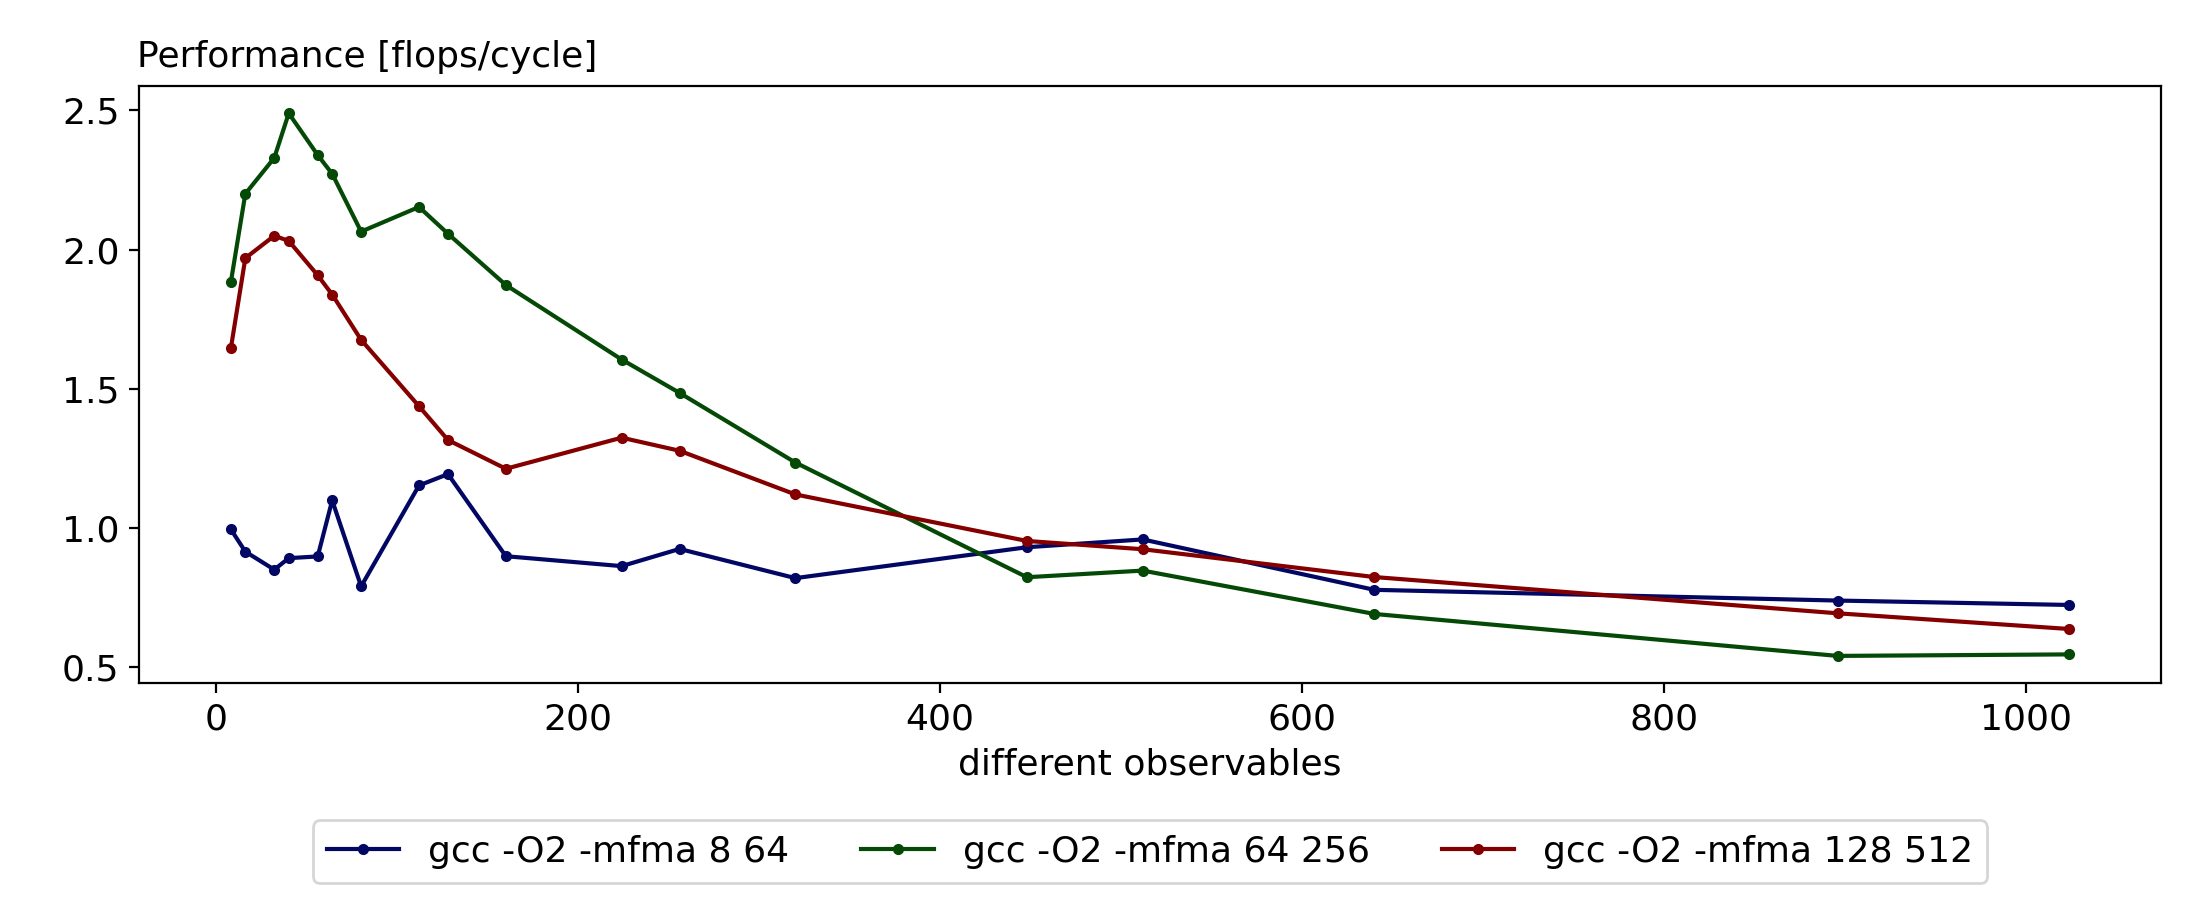 Performance [flops/cycle]
2.5
2.0
1.5
1.0
0.5
0 200 400 600 800 1000
different observables
gcc -O2 -mfma 8 64 gcc -O2 -mfma 64 256 gcc -O2 -mfma 128 512